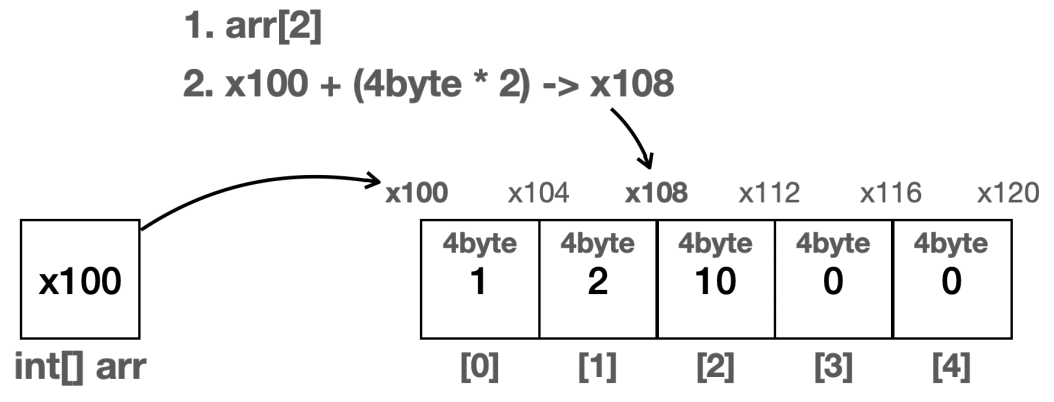 1. arr[2]
2. x100 + (4byte * 2) -> x108
x100 x104 x108 x112 x116 x120
4byte 4byte 4byte 4byte 4byte
x100 1 2 10 0 0
int[] arr [0] [1] [2] [3] [4]